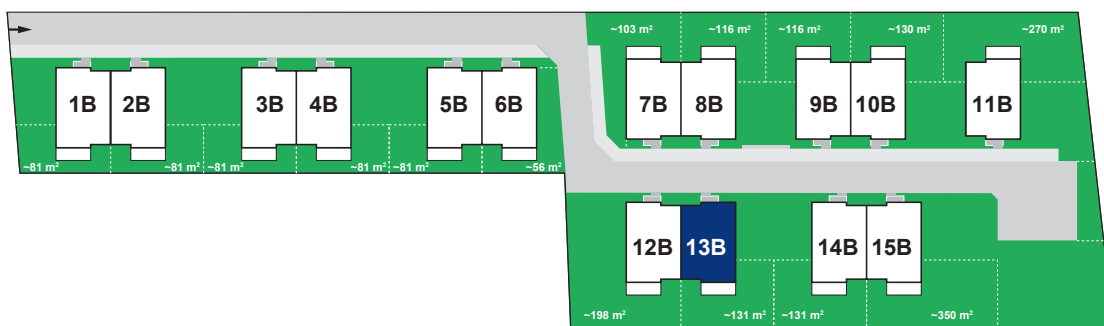 ~103 m² ~116 m² ~116 m² ~130 m² ~270 m²
1B 2B 3B 4B 5B 6B 7B 8B 9B 10B 11B
~81 m² ~81 m² ~81 m² ~81 m² ~81 m² ~56 m²
12B 13B 14B 15B
~198 m² ~131 m² ~131 m² ~350 m²